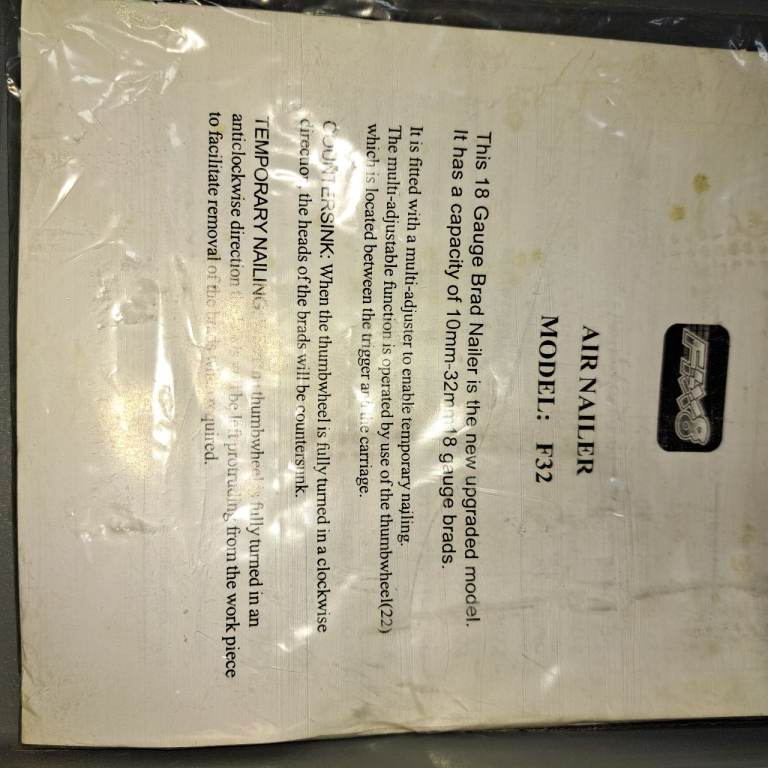 AIR NAILER
MODEL: F32
This 18 Gauge Brad Nailer is the new upgraded model.
It has a capacity of 10mm-32mm 18 gauge brads.
It is fitted with a multi-adjuster to enable temporary nailing.
The multi-adjustable function is operated by use of the thumbwheel(22)
which is located between the trigger and the carriage.
COUNTERSINK: When the thumbwheel is fully turned in a clockwise
direction, the heads of the brads will be countersunk.
TEMPORARY NAILING thumbwheel is fully turned in an
anticlockwise direction be left protruding from the work piece
to facilitate removal of the brads when required.